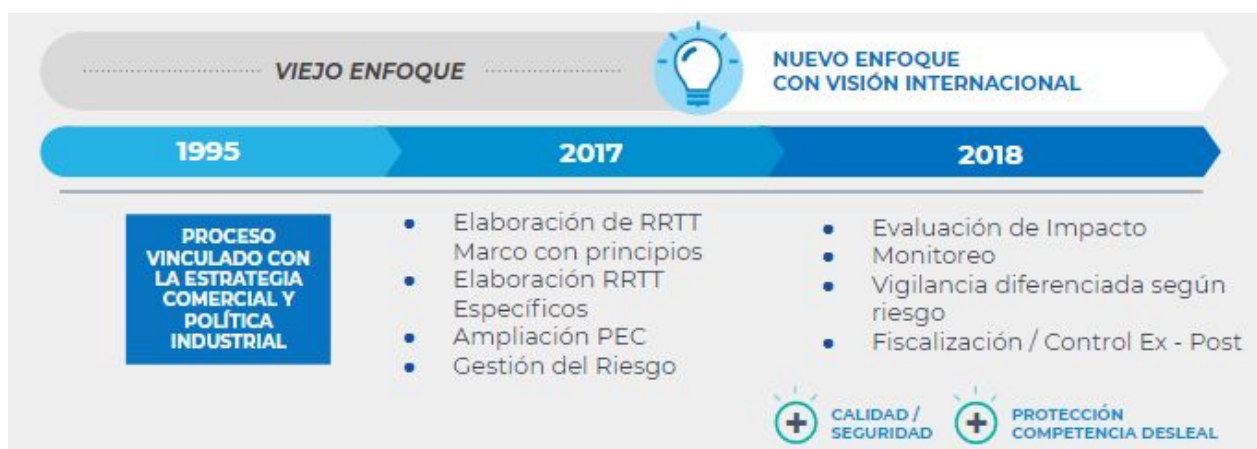 VIEJO ENFOQUE
NUEVO ENFOQUE
CON VISIÓN INTERNACIONAL
1995
2017
2018
PROCESO
VINCULADO CON
LA ESTRATEGIA
COMERCIAL Y
POLÍTICA
INDUSTRIAL
• Elaboración de RRTT
Marco con principios
• Elaboración RRTT
Específicos
• Ampliación PEC
• Gestión del Riesgo
• Evaluación de Impacto
• Monitoreo
• Vigilancia diferenciada según
riesgo
• Fiscalización / Control Ex - Post
CALIDAD /
SEGURIDAD
PROTECCIÓN
COMPETENCIA DESLEAL